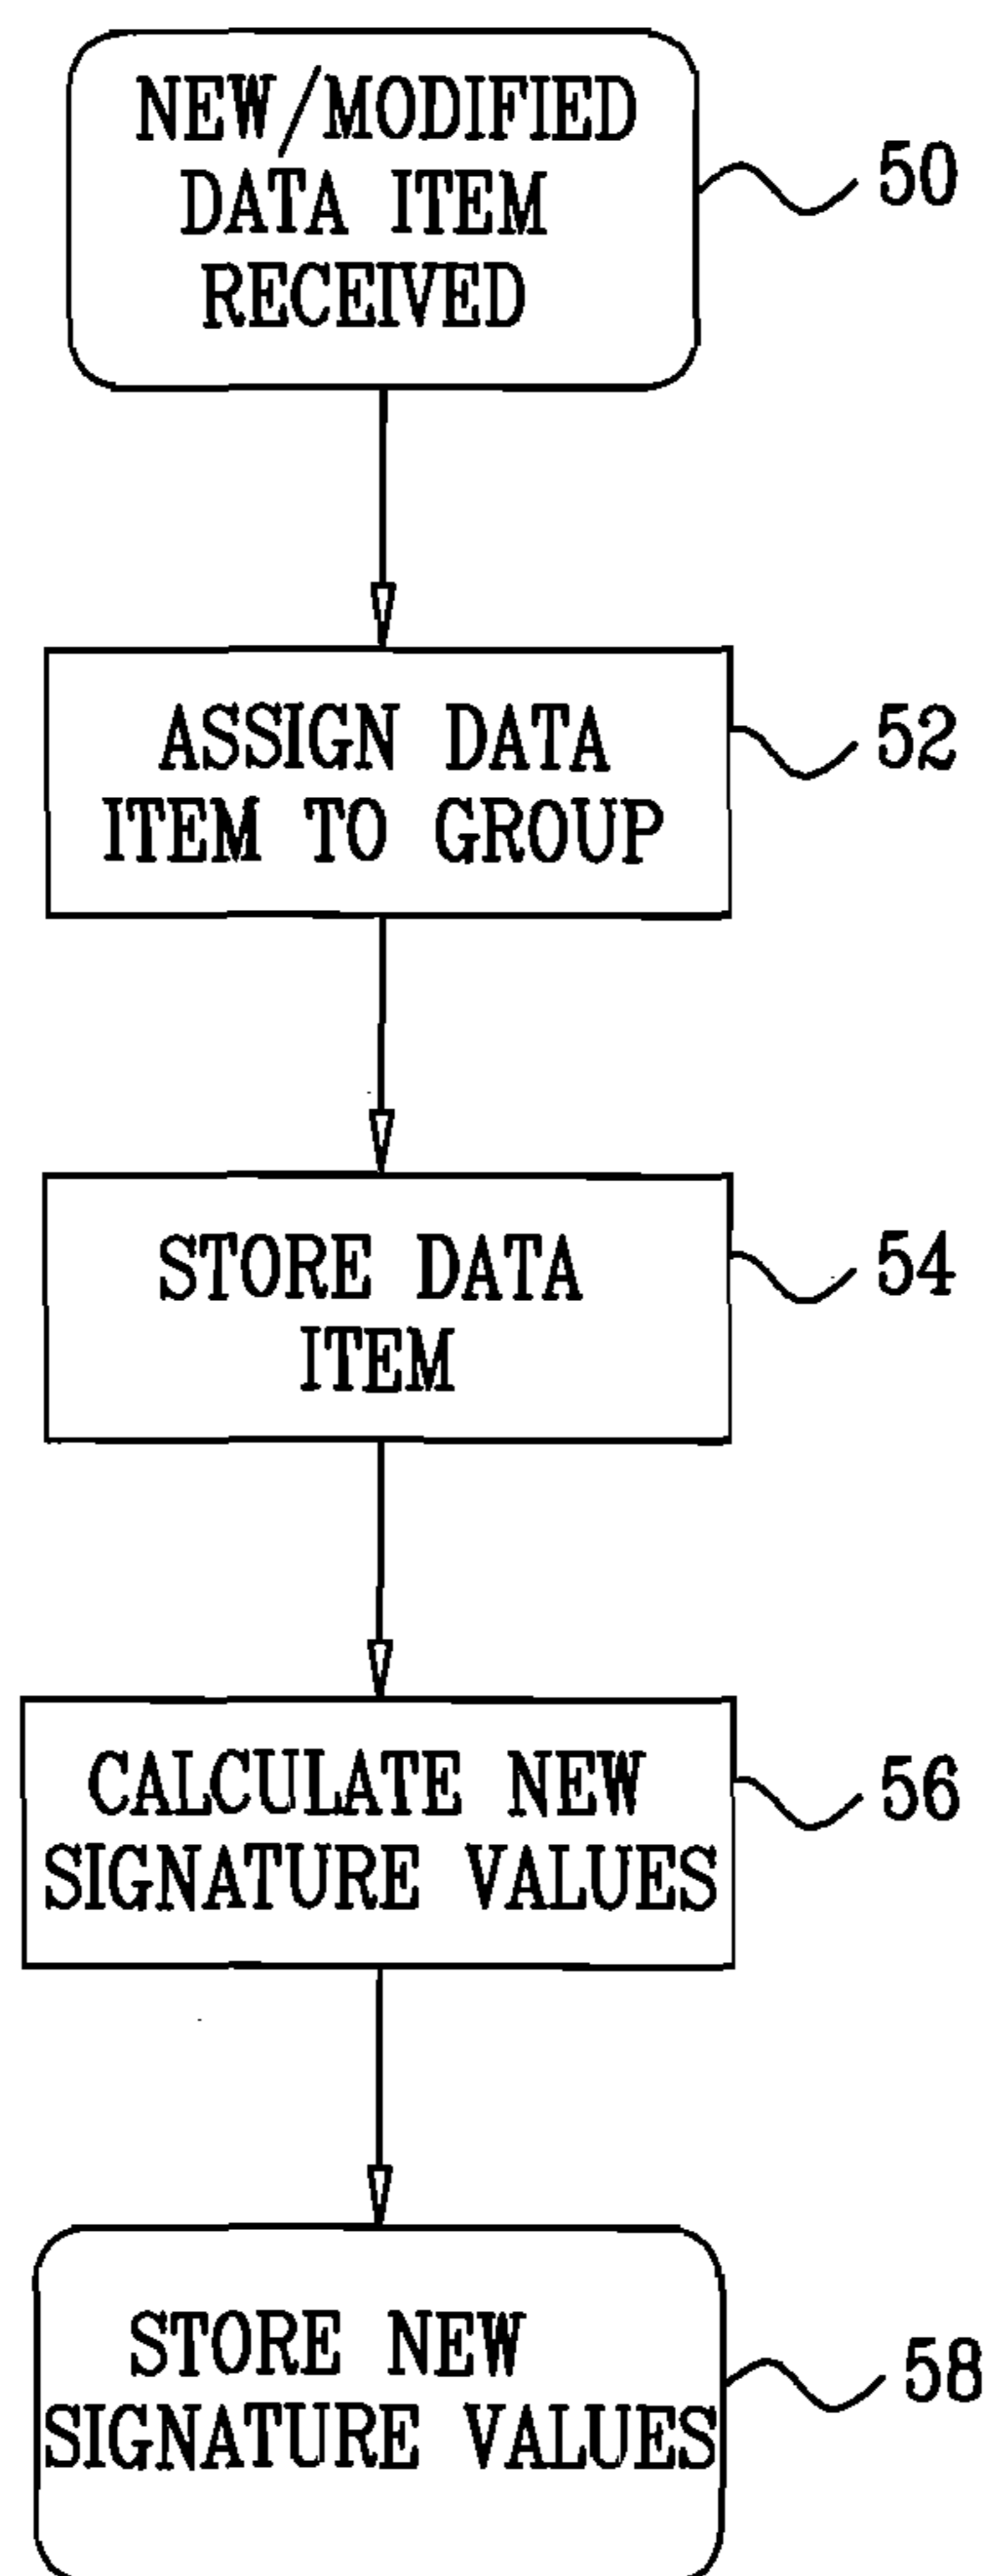 NEW/MODIFIED
DATA ITEM
RECEIVED
50
ASSIGN DATA
ITEM TO GROUP
52
STORE DATA
ITEM
54
CALCULATE NEW
SIGNATURE VALUES
56
STORE NEW
SIGNATURE VALUES
58